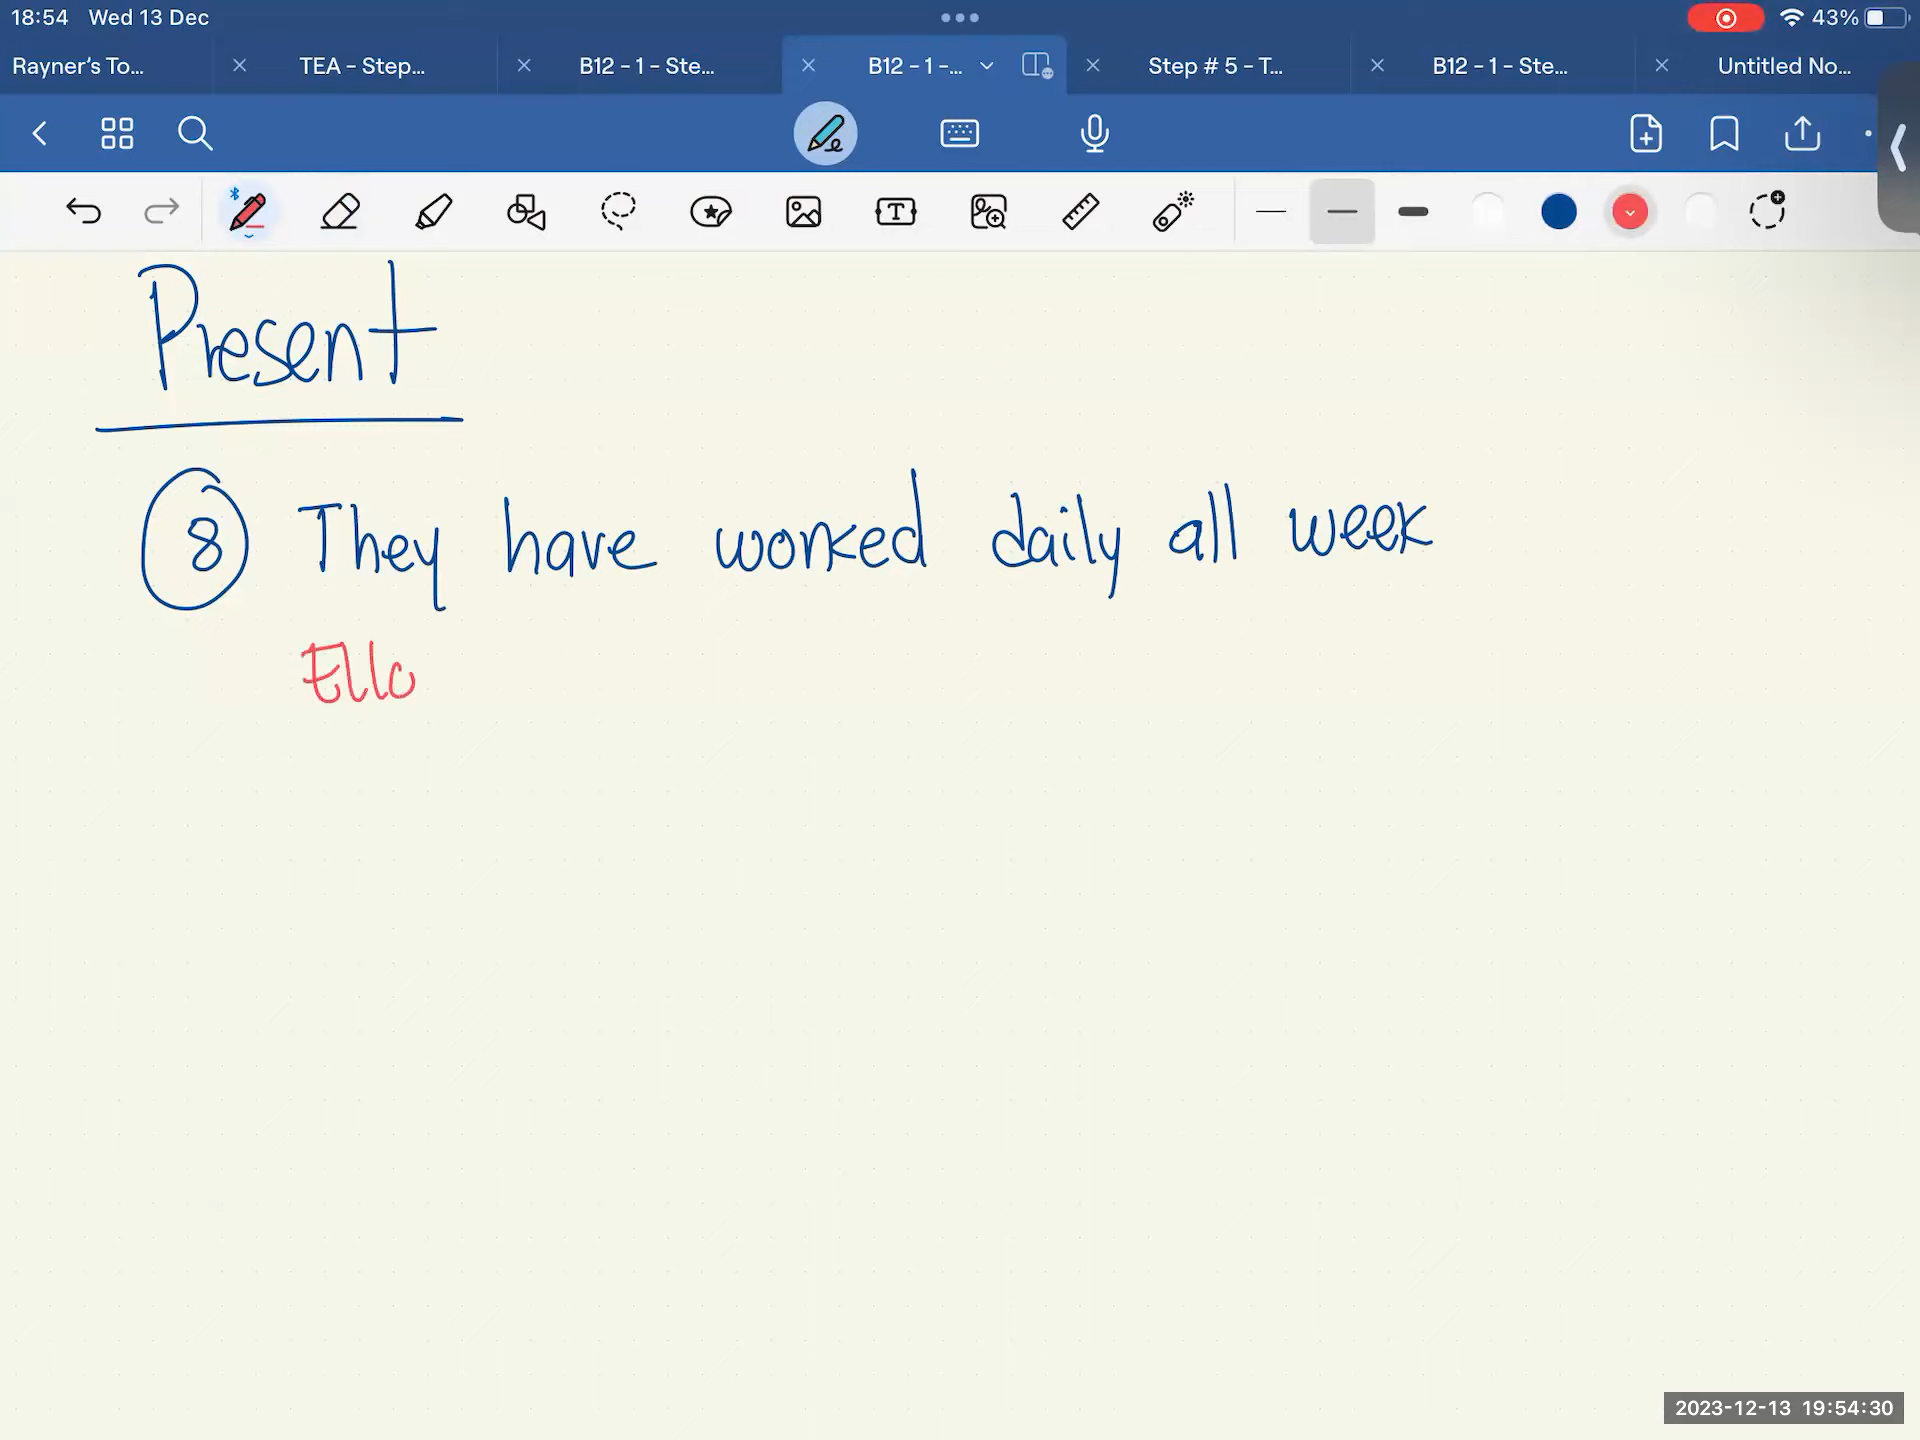 18:54 Wed 13 Dec
43%
Rayner's To... TEA - Step... B12 - 1 - Ste... B12 - 1 -... Step # 5 - T... B12 - 1 - Ste... Untitled No...
Present
8 They have worked daily all week
Ello
2023-12-13 19:54:30